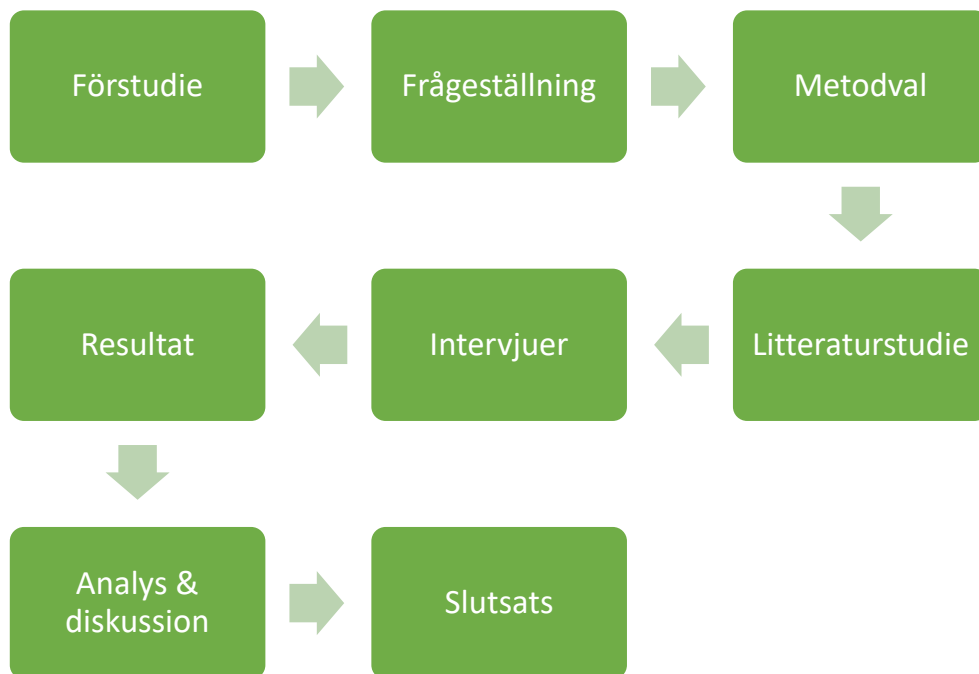 Förstudie
Frågeställning
Metodval
Litteraturstudie
Intervjuer
Resultat
Analys &
diskussion
Slutsats